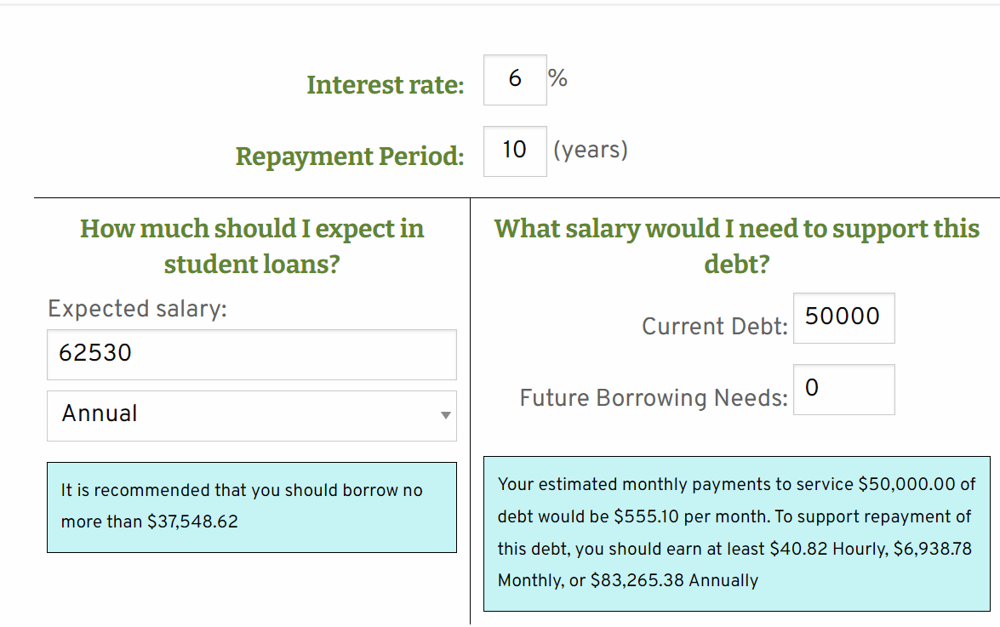 Interest rate: 6 %
Repayment Period: 10 (years)
How much should I expect in
student loans?
Expected salary:
62530
Annual
It is recommended that you should borrow no
more than $37,548.62
What salary would I need to support this
debt?
Current Debt: 50000
Future Borrowing Needs: 0
Your estimated monthly payments to service $50,000.00 of
debt would be $555.10 per month. To support repayment of
this debt, you should earn at least $40.82 Hourly, $6,938.78
Monthly, or $83,265.38 Annually